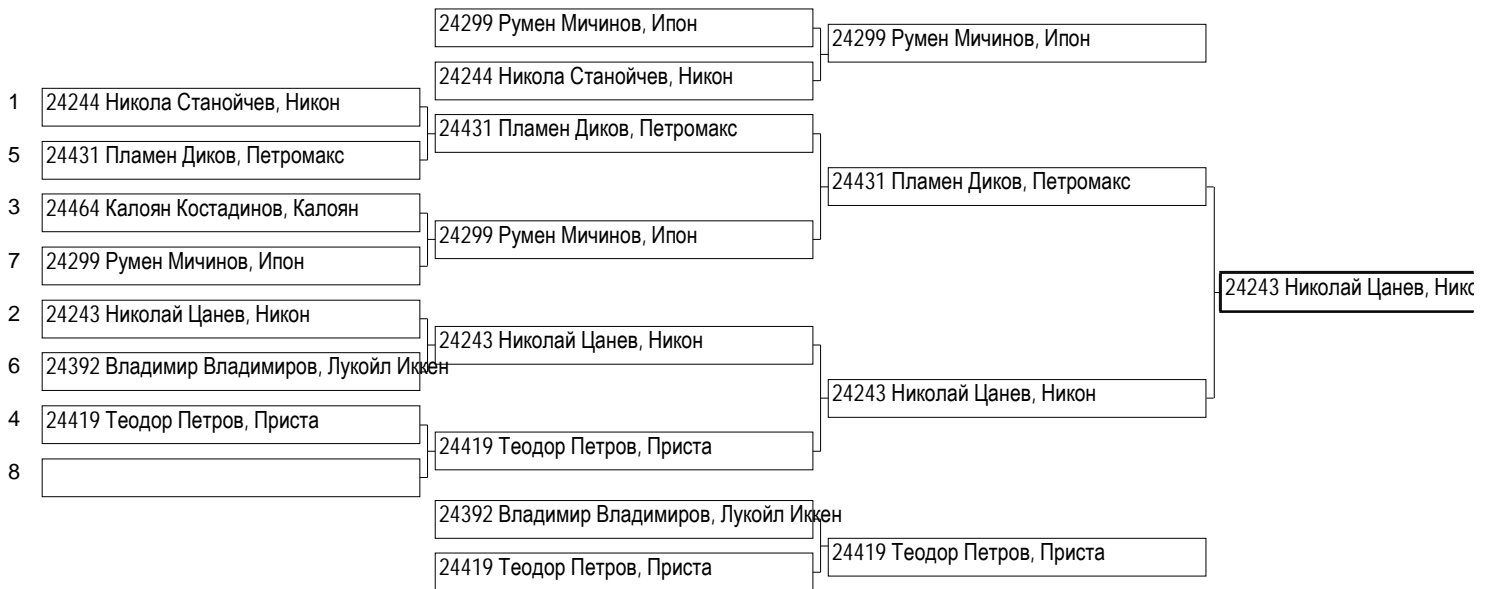 24299 Румен Мичинов, Ипон
24299 Румен Мичинов, Ипон
24244 Никола Станойчев, Никон
1 24244 Никола Станойчев, Никон
24431 Пламен Диков, Петромакс
5 24431 Пламен Диков, Петромакс
24431 Пламен Диков, Петромакс
3 24464 Калоян Костадинов, Калоян
24299 Румен Мичинов, Ипон
7 24299 Румен Мичинов, Ипон
24243 Николай Цанев, Нико
2 24243 Николай Цанев, Никон
24243 Николай Цанев, Никон
6 24392 Владимир Владимиров, Лукойл Иккен
24243 Николай Цанев, Никон
4 24419 Теодор Петров, Приста
24419 Теодор Петров, Приста
8
24392 Владимир Владимиров, Лукойл Иккен
24419 Теодор Петров, Приста
24419 Теодор Петров, Приста